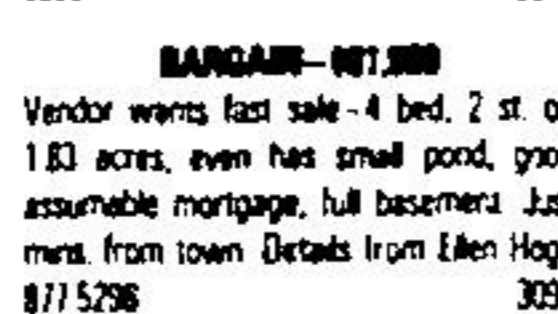 BARGAIN–
Vendor wants fast sale - 4 bed, 2 st. o
1.83 acres, even has small pond, goo
assumable mortgage, full basement. Jus
mins. from town. Details from Ellen Hog
877 5296 309